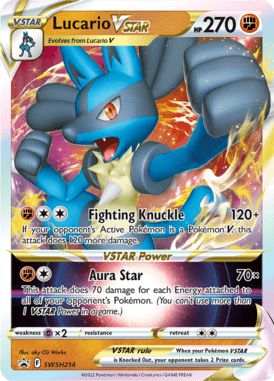 VSTAR Lucario VSTAR HP 270
Evolves from Lucario V
Fighting Knuckle 120+
If your opponent's Active Pokémon is a Pokémon V, this
attack does 120 more damage.
VSTAR Power
Aura Star 70×
This attack does 70 damage for each Energy attached to
all of your opponent's Pokémon. (You can't use more than
1 VSTAR Power in a game.)
weakness ×2 resistance retreat
Illus. aky CG Works
VSTAR rule When your Pokémon VSTAR
is Knocked Out, your opponent takes 2 Prize cards.
P SWSH214
©2022 Pokémon / Nintendo / Creatures / GAME FREAK